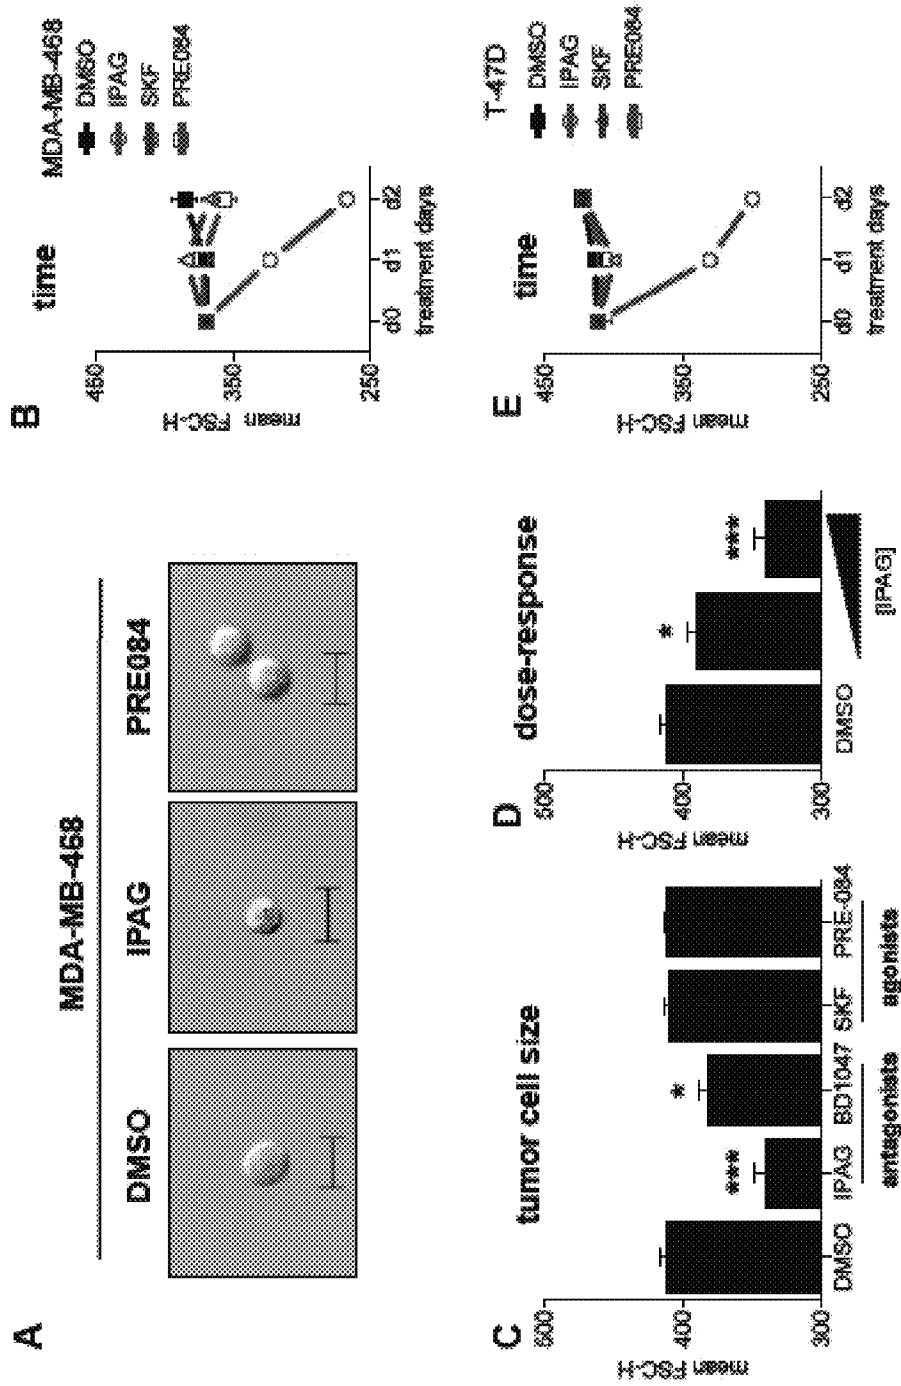 A
MDA-MB-468
DMSO
IPAG
PRE084
B
time
MDA-MB-468
DMSO
IPAG
SKF
PRE084
450
350
250
mean FSC-H
d0 d1 d2
treatment days
C
tumor cell size
500
400
300
mean FSC-H
***
*
DMSO IPAG BD1047 SKF PRE-084
antagonists agonists
D
dose-response
500
400
300
mean FSC-H
*
***
DMSO
[IPAG]
E
time
T-47D
DMSO
IPAG
SKF
PRE084
450
350
250
mean FSC-H
d0 d1 d2
treatment days